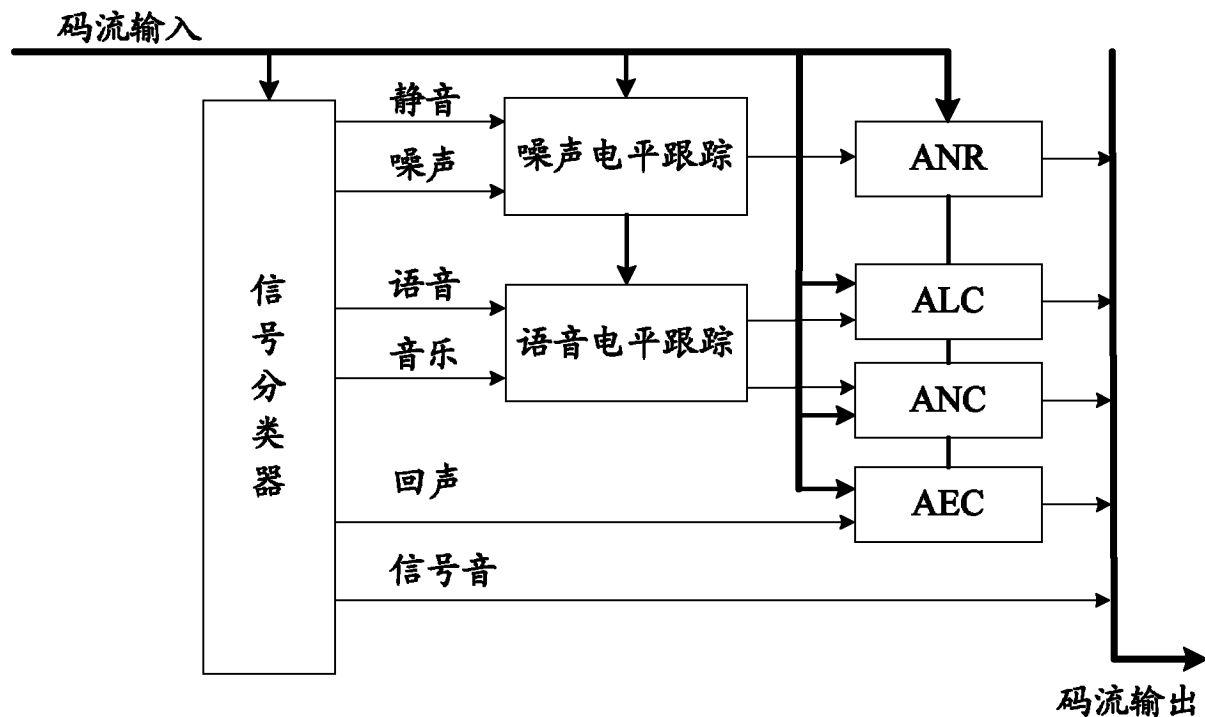 码流输入
静音
噪声
噪声电平跟踪
ANR
信号分类器
语音
音乐
语音电平跟踪
ALC
ANC
回声
AEC
信号音
码流输出